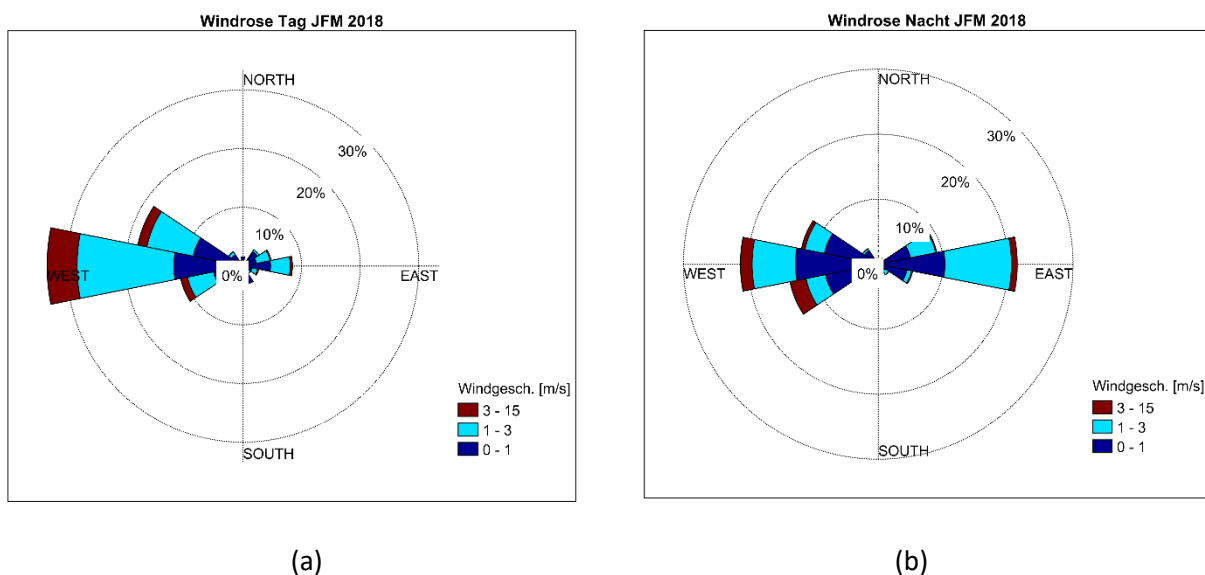 Windrose Tag JFM 2018
NORTH
30%
20%
10%
0%
WEST
EAST
SOUTH
Windgesch. [m/s]
3 - 15
1 - 3
0 - 1
(a)
Windrose Nacht JFM 2018
NORTH
30%
20%
10%
0%
WEST
EAST
SOUTH
Windgesch. [m/s]
3 - 15
1 - 3
0 - 1
(b)